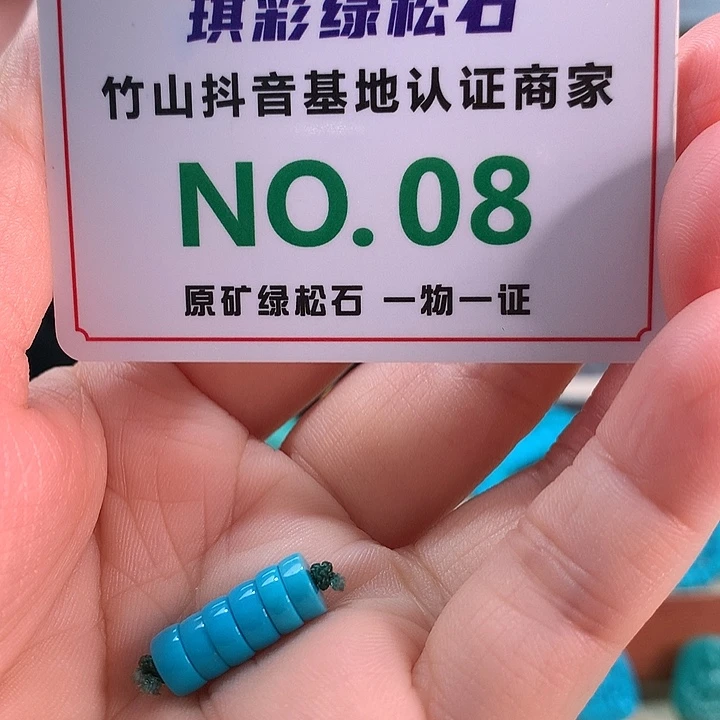 琪彩绿松石
竹山抖音基地认证商家
NO.08
原矿绿松石 一物一证